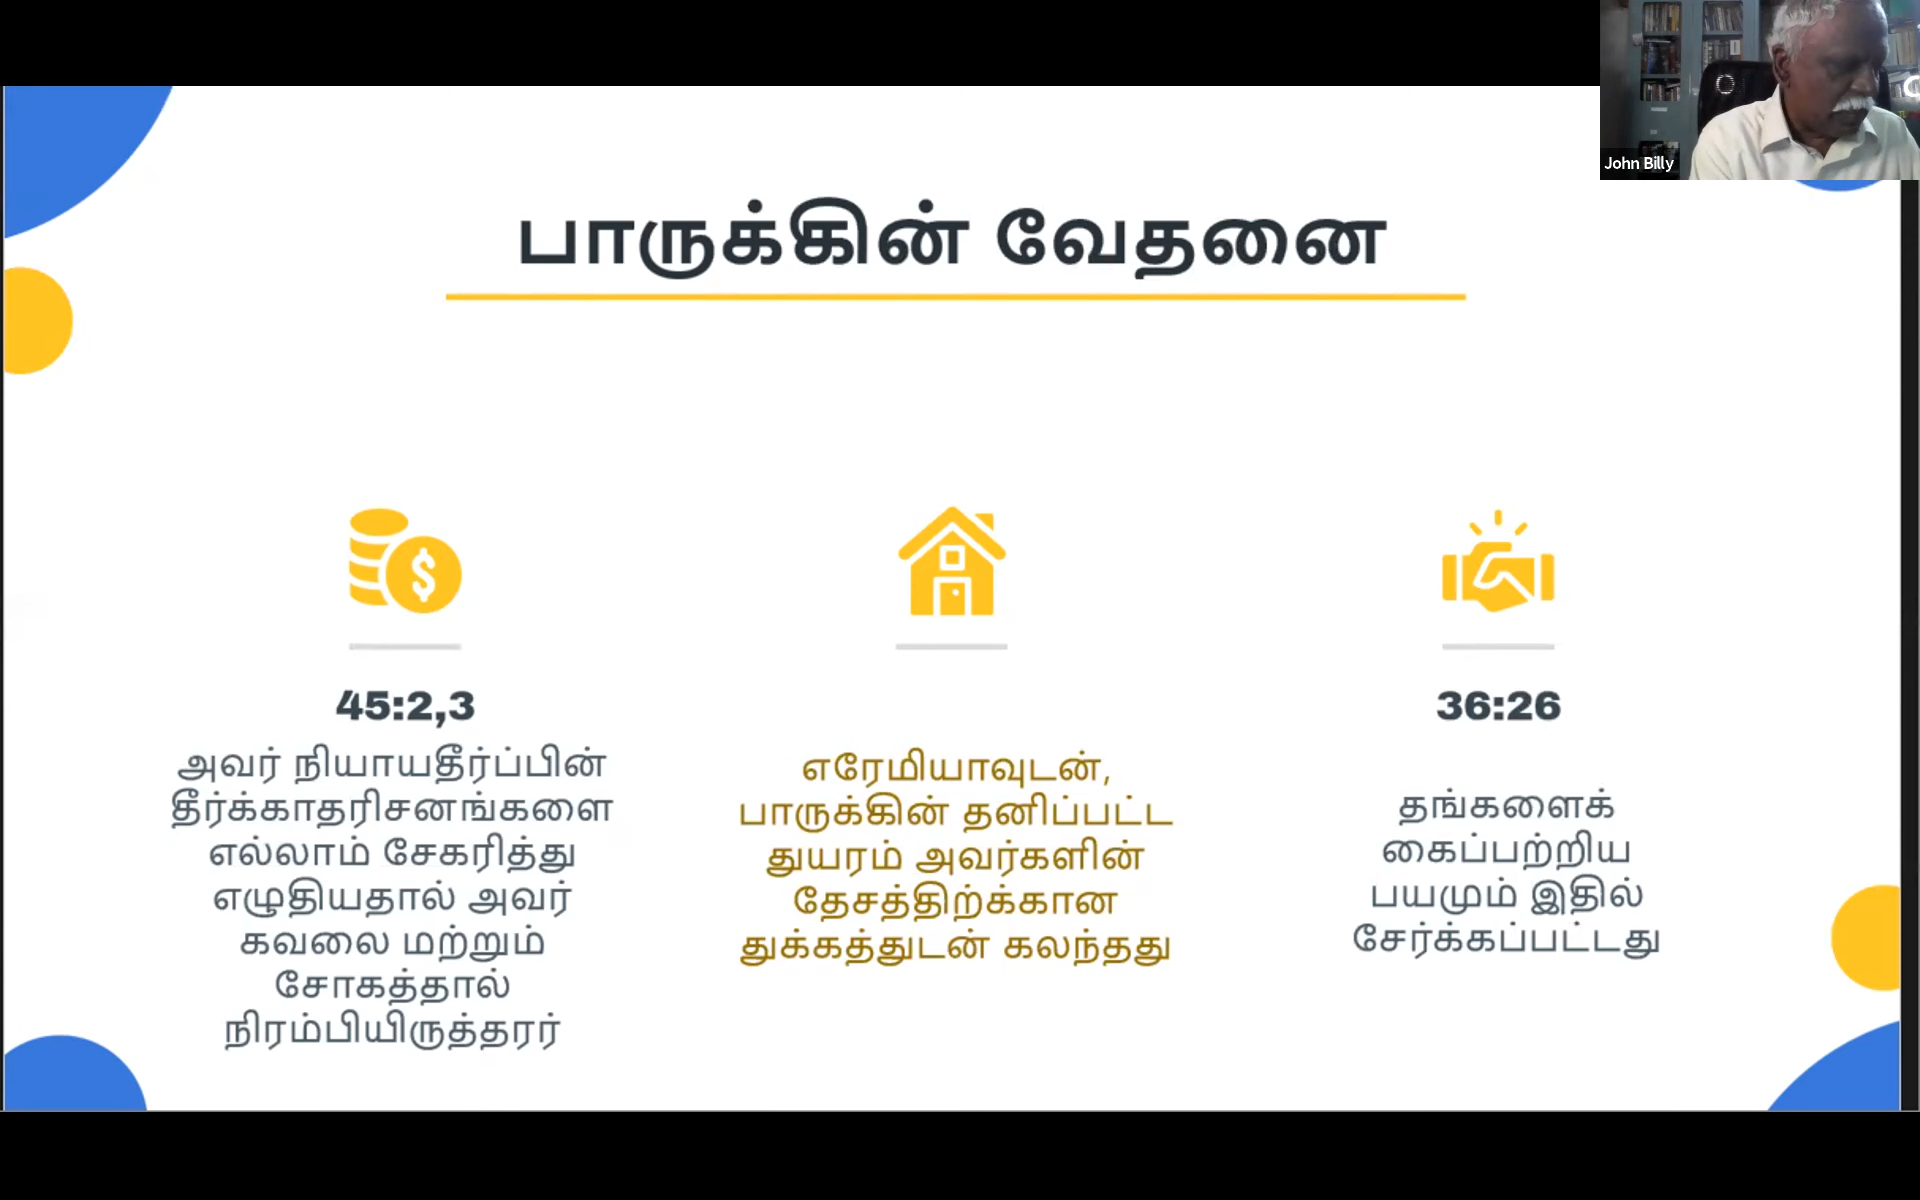 John Billy
பாருக்கின் வேதனை
45:2,3
அவர் நியாயதீர்ப்பின்
தீர்க்காதரிசனங்களை
எல்லாம் சேகரித்து
எழுதியதால் அவர்
கவலை மற்றும்
சோகத்தால்
நிரம்பியிருத்தரர்
எரேமியாவுடன்,
பாருக்கின் தனிப்பட்ட
துயரம் அவர்களின்
தேசத்திற்க்கான
துக்கத்துடன் கலந்தது
36:26
தங்களைக்
கைப்பற்றிய
பயமும் இதில்
சேர்க்கப்பட்டது